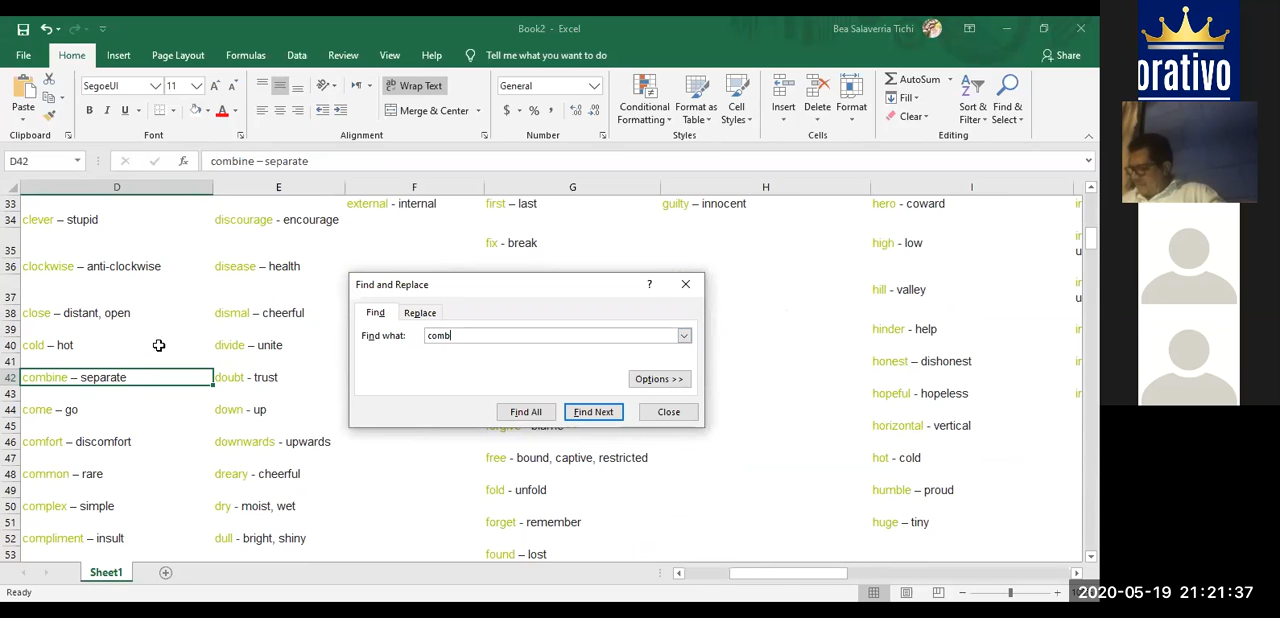 Book2 - Excel
Bea Salaverria Tichi
File Home Insert Page Layout Formulas Data Review View Help Tell me what you want to do Share
Paste
Clipboard
SegoeUI 11
B I U
Font
Wrap Text
Merge & Center
Alignment
General
$ % ,
Number
Conditional Formatting
Format as Table
Cell Styles
Styles
Insert Delete Format
Cells
AutoSum
Fill
Clear
Sort & Filter
Find & Select
Editing
D42 fx combine – separate
D E F G H I
33 external - internal first – last guilty – innocent hero - coward
34 clever – stupid discourage - encourage
35 fix - break high - low
36 clockwise – anti-clockwise disease – health
37 hill - valley
38 close – distant, open dismal – cheerful
39 hinder - help
40 cold – hot divide – unite
41 honest – dishonest
42 combine – separate doubt - trust
43 hopeful - hopeless
44 come – go down - up
45 horizontal - vertical
46 comfort – discomfort downwards - upwards
47 free - bound, captive, restricted hot - cold
48 common – rare dreary - cheerful
49 fold - unfold humble – proud
50 complex – simple dry - moist, wet
51 forget - remember huge – tiny
52 compliment – insult dull - bright, shiny
53 found – lost
Find and Replace
?
Find Replace
Find what: comb
Options >>
Find All Find Next Close
Sheet1
Ready
orativo
2020-05-19 21:21:37